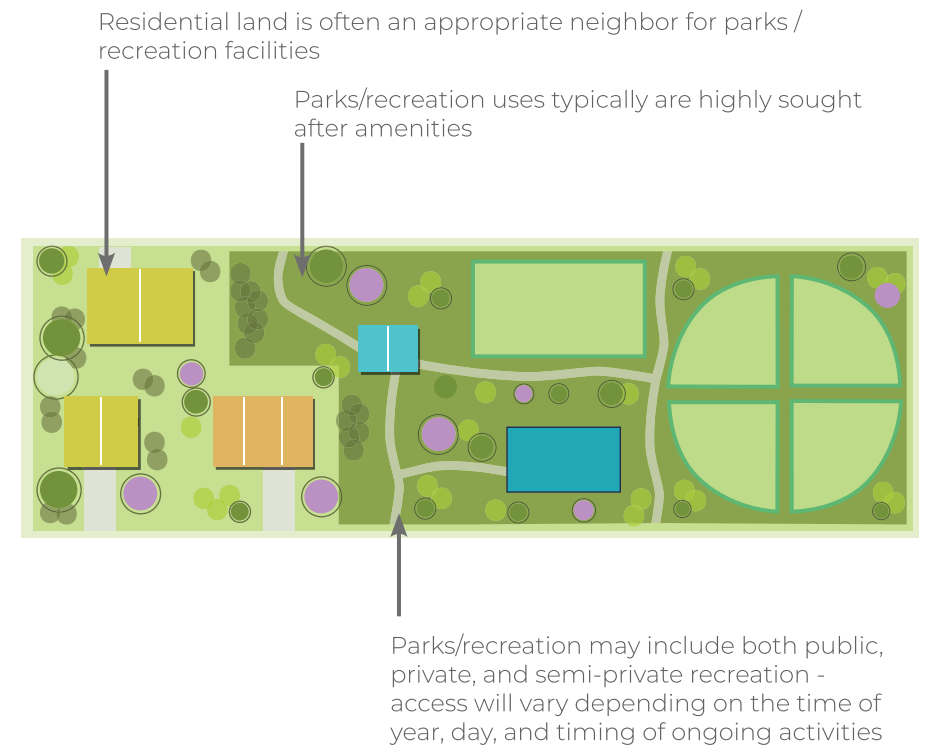 Residential land is often an appropriate neighbor for parks /
recreation facilities
Parks/recreation uses typically are highly sought
after amenities
Parks/recreation may include both public,
private, and semi-private recreation -
access will vary depending on the time of
year, day, and timing of ongoing activities